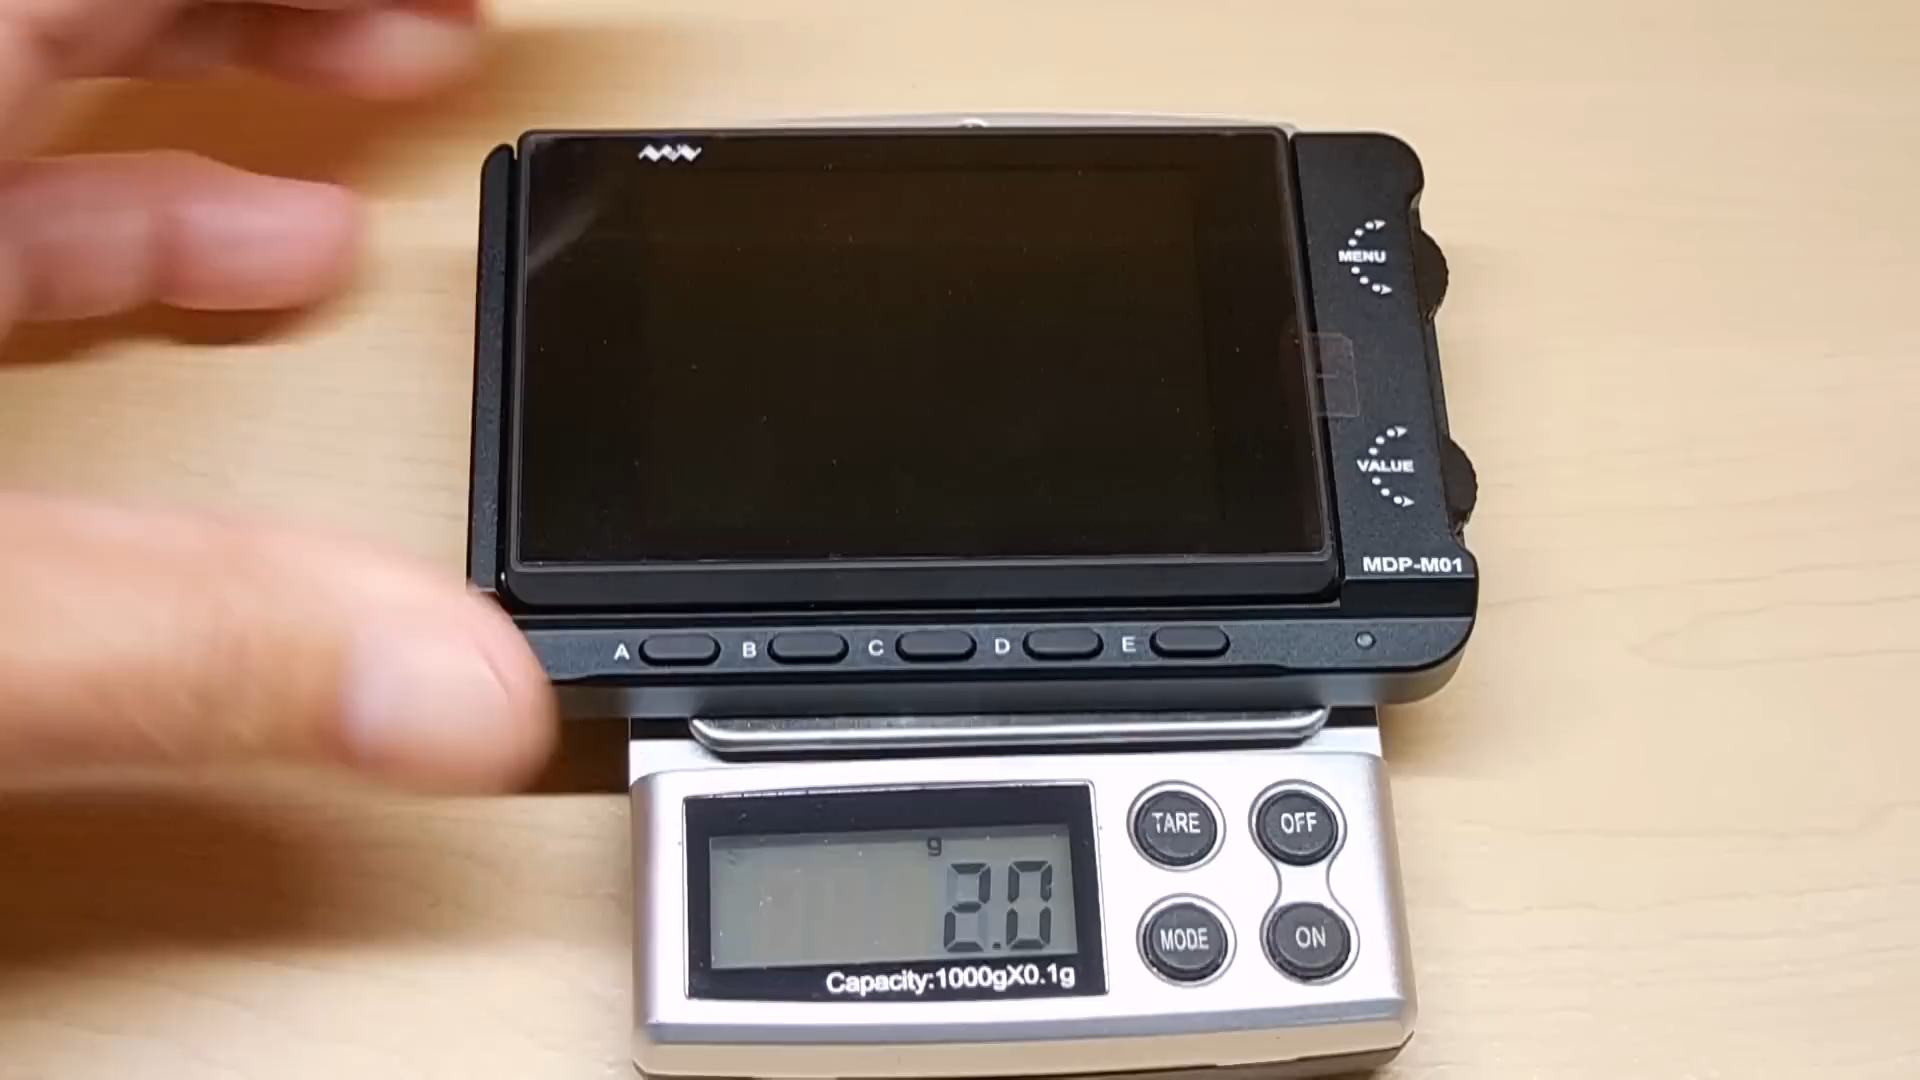 MENU
VALUE
MDP-M01
A B C D E
TARE OFF
g
2.0
MODE ON
Capacity:1000gX0.1g